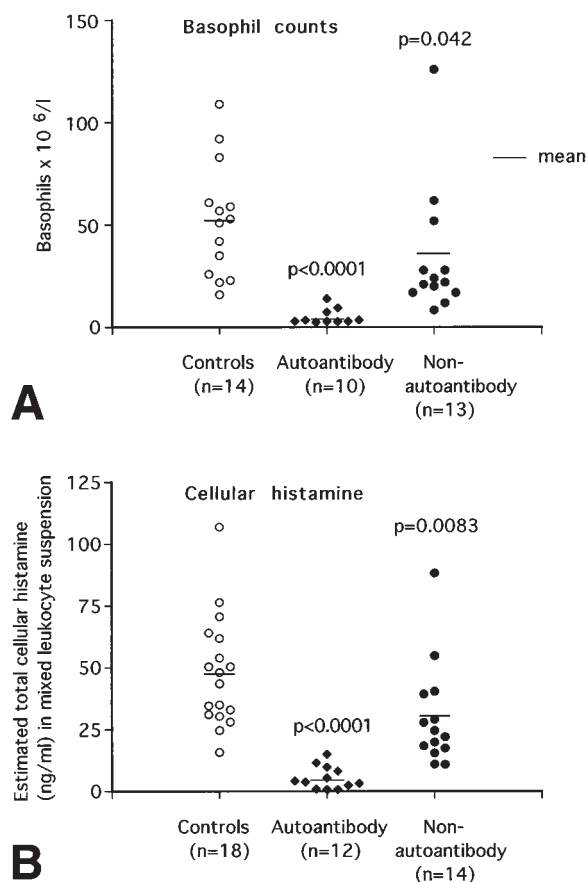 Basophil counts
p=0.042
150
100
50
0
Basophils x 10 6/l
mean
p<0.0001
Controls
(n=14)
Autoantibody
(n=10)
Non-
autoantibody
(n=13)
A
Cellular histamine
p=0.0083
125
100
75
50
25
0
Estimated total cellular histamine
(ng/ml) in mixed leukocyte suspension
p<0.0001
Controls
(n=18)
Autoantibody
(n=12)
Non-
autoantibody
(n=14)
B